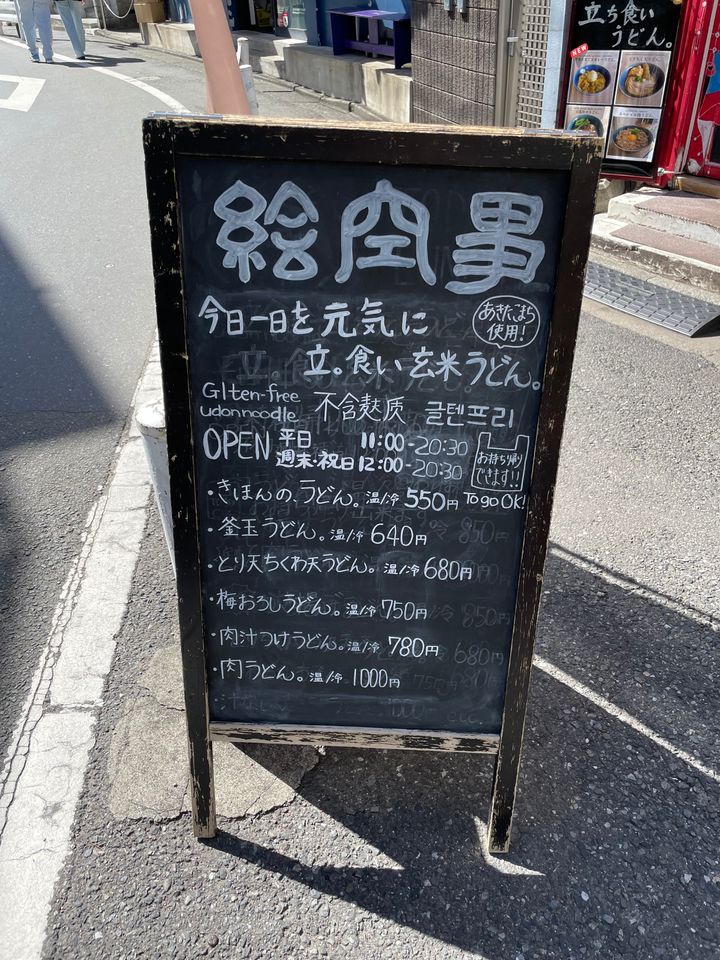 立ち食い
うどん。
NEW
絵空事
今日一日を元気に
あきたこまち
使用!
立。食い玄米うどん。
Glten-free
udonnoodle
不含麩质
글텐프리
OPEN 平日 11:00-20:30
週末・祝日 12:00-20:30
お持ち帰り
できます!!
To go OK!
・きほんの、うどん。温/冷 550円
・釜玉うどん。温/冷 640円
・とり天ちくわ天うどん。温/冷 680円
・梅おろしうどん。温/冷 750円
・肉汁つけうどん。温/冷 780円
・肉うどん。温/冷 1000円